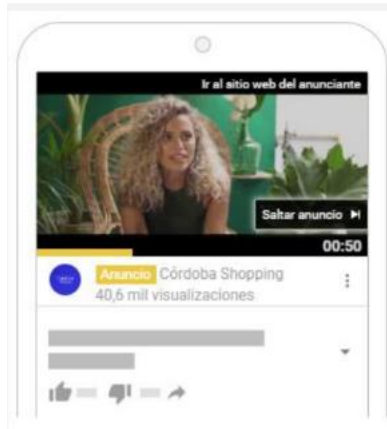 Ir al sitio web del anunciante
Saltar anuncio
00:50
Anuncio Córdoba Shopping
40,6 mil visualizaciones